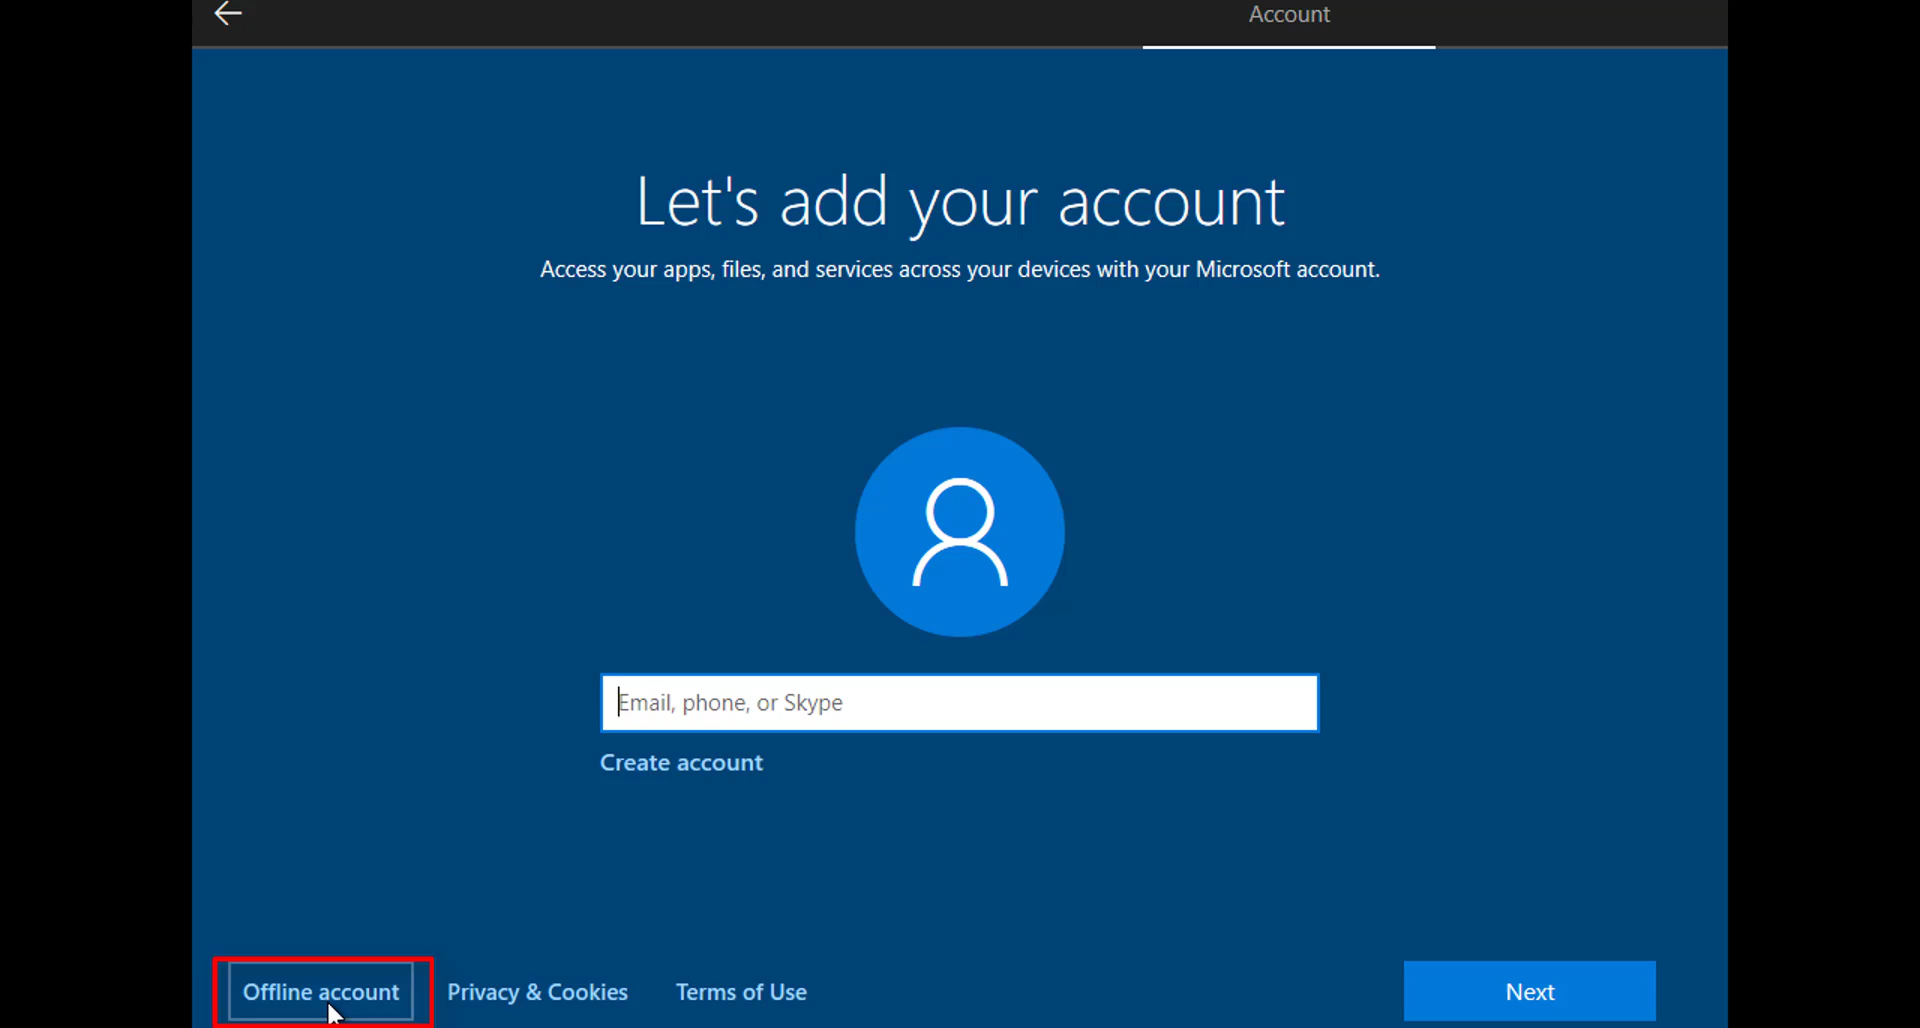 Account
Let's add your account
Access your apps, files, and services across your devices with your Microsoft account.
Email, phone, or Skype
Create account
Offline account
Privacy & Cookies
Terms of Use
Next